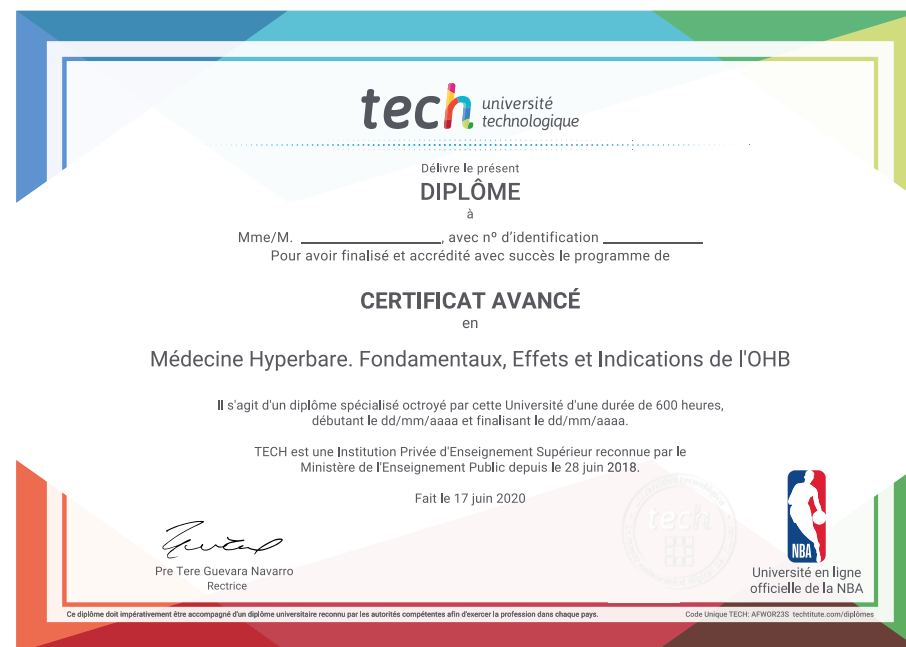 tech université
technologique
Délivre le présent
DIPLÔME
à
Mme/M. ____________________, avec nº d'identification ______________
Pour avoir finalisé et accrédité avec succès le programme de
CERTIFICAT AVANCÉ
en
Médecine Hyperbare. Fondamentaux, Effets et Indications de l'OHB
Il s'agit d'un diplôme spécialisé octroyé par cette Université d'une durée de 600 heures,
débutant le dd/mm/aaaa et finalisant le dd/mm/aaaa.
TECH est une Institution Privée d'Enseignement Supérieur reconnue par le
Ministère de l'Enseignement Public depuis le 28 juin 2018.
Fait le 17 juin 2020
tech
NBA
Pre Tere Guevara Navarro
Rectrice
Université en ligne
officielle de la NBA
Ce diplôme doit impérativement être accompagné d'un diplôme universitaire reconnu par les autorités compétentes afin d'exercer la profession dans chaque pays.
Code Unique TECH: AFWOR23S techtitute.com/diplômes